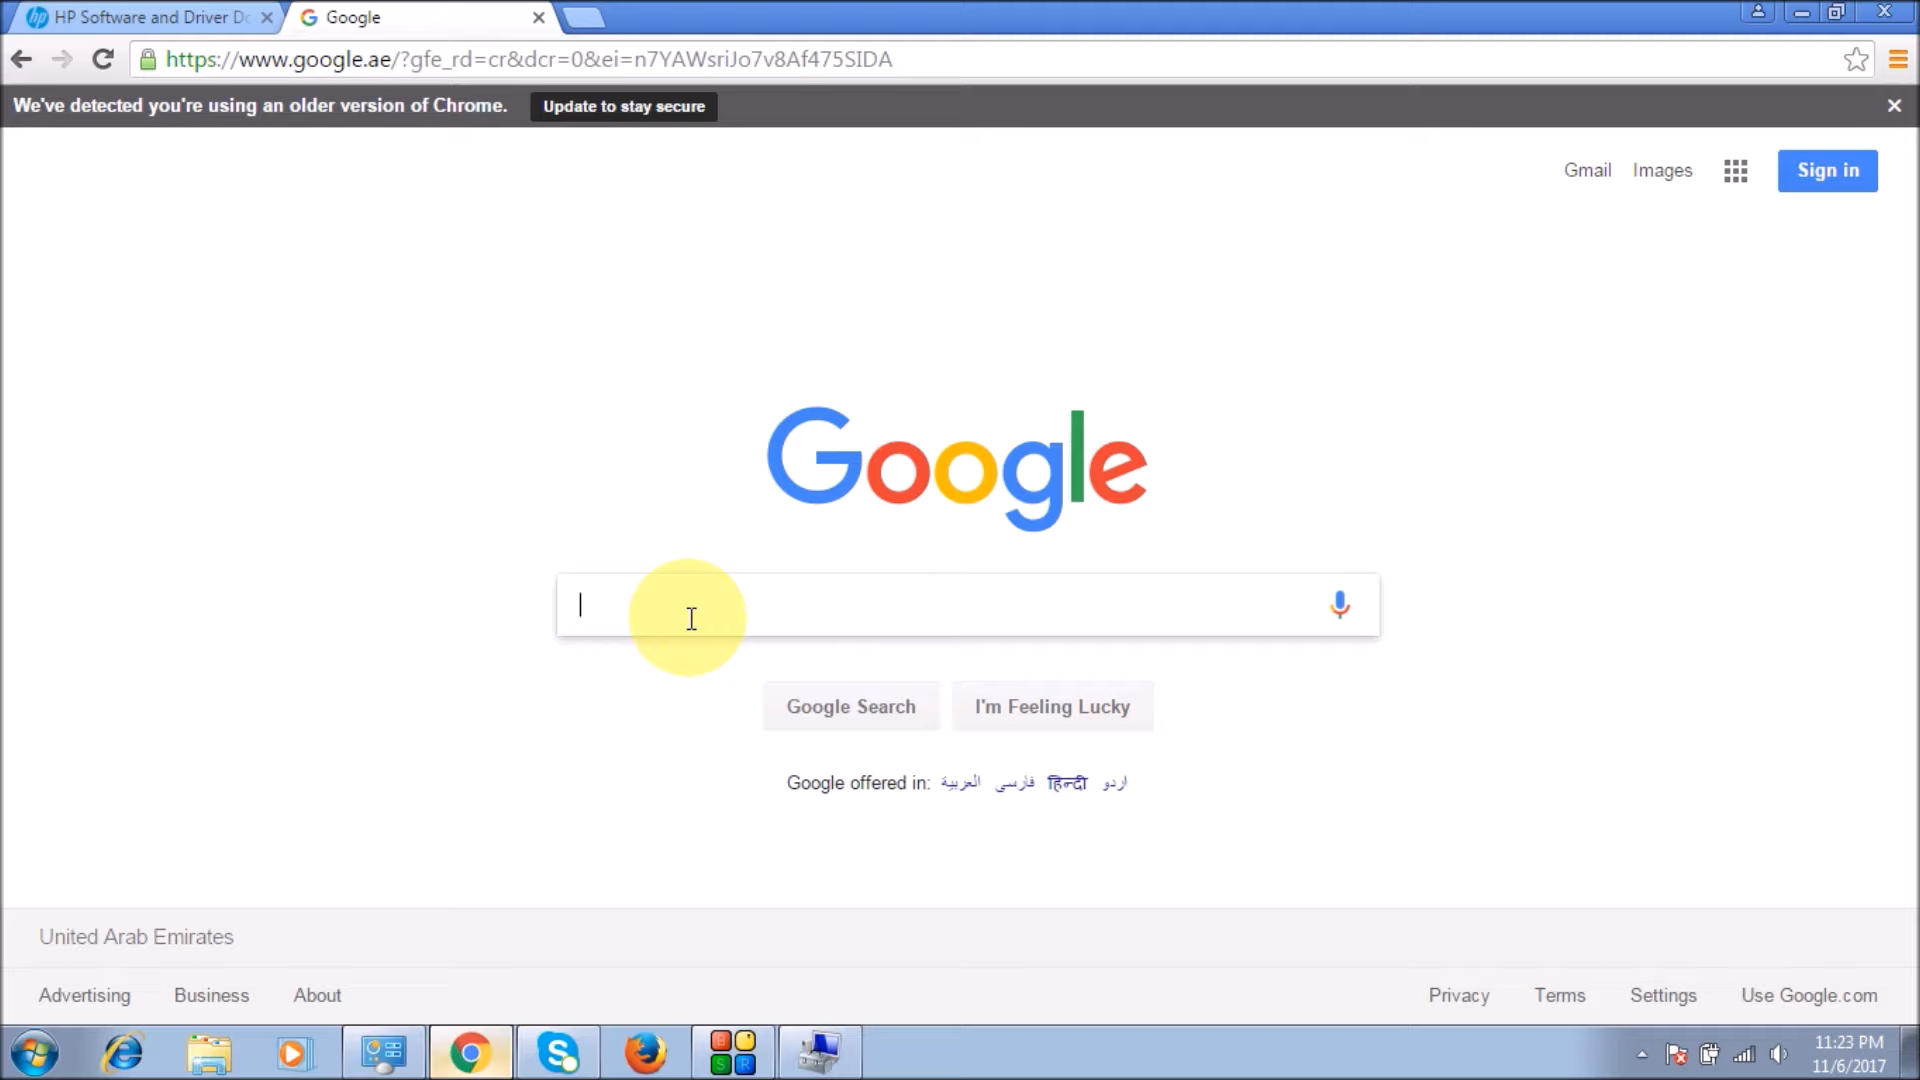 HP Software and Driver Do
Google
https://www.google.ae/?gfe_rd=cr&dcr=0&ei=n7YAWsriJo7v8Af475SIDA
We've detected you're using an older version of Chrome. Update to stay secure
Gmail Images Sign in
Google
Google Search I'm Feeling Lucky
Google offered in: العربية فارسی हिन्दी اردو
United Arab Emirates
Advertising Business About Privacy Terms Settings Use Google.com
11:23 PM
11/6/2017